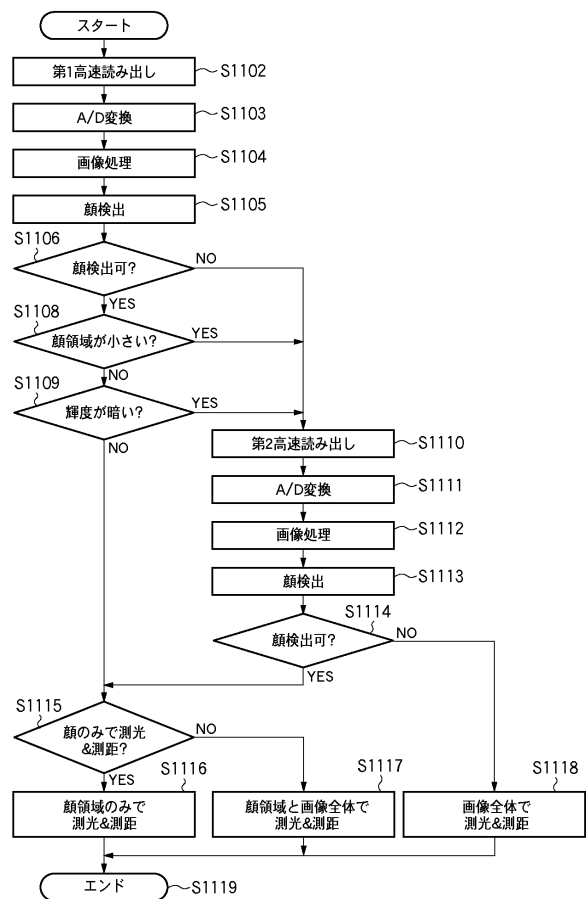 スタート
第1高速読み出し
S1102
A/D変換
S1103
画像処理
S1104
顔検出
S1105
S1106
顔検出可?
NO
YES
S1108
顔領域が小さい?
YES
NO
S1109
輝度が暗い?
YES
NO
第2高速読み出し
S1110
A/D変換
S1111
画像処理
S1112
顔検出
S1113
S1114
顔検出可?
NO
YES
S1115
顔のみで測光
&測距?
NO
YES
S1116
顔領域のみで
測光&測距
S1117
顔領域と画像全体で
測光&測距
S1118
画像全体で
測光&測距
エンド
S1119